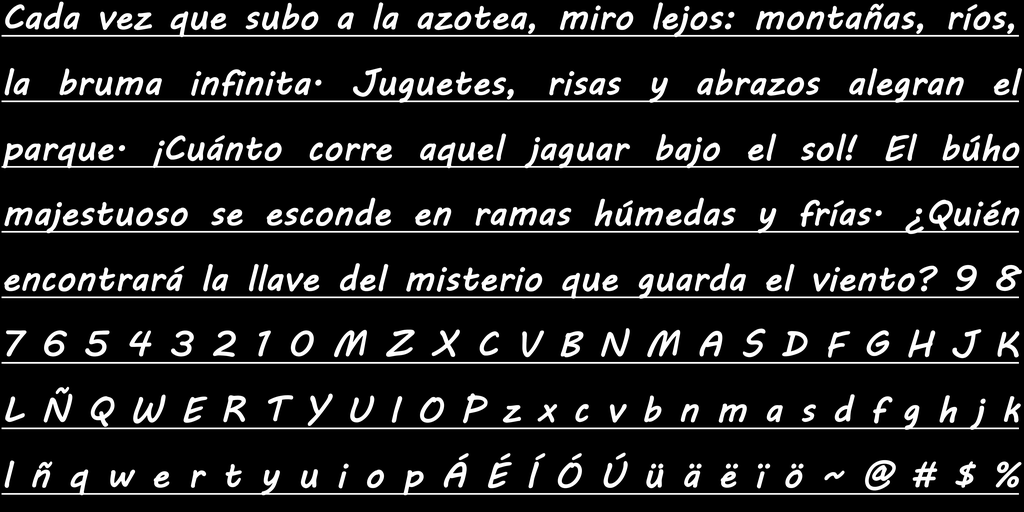 Cada vez que subo a la azotea, miro lejos: montañas, ríos,
la bruma infinita. Juguetes, risas y abrazos alegran el
parque. ¡Cuánto corre aquel jaguar bajo el sol! El búho
majestuoso se esconde en ramas húmedas y frías. ¿Quién
encontrará la llave del misterio que guarda el viento? 9 8
7 6 5 4 3 2 1 0 M Z X C V B N M A S D F G H J K
L Ñ Q W E R T Y U I O P z x c v b n m a s d f g h j k
l ñ q w e r t y u i o p Á É Í Ó Ú ü ä ë ï ö ~ @ # $ %